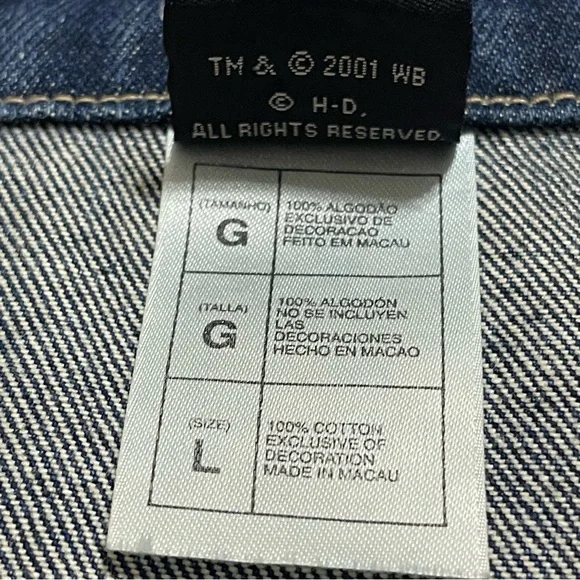 TM & © 2001 WB
© H-D.
ALL RIGHTS RESERVED.
(TAMANHO)
G
100% ALGODÃO
EXCLUSIVO DE
DECORACAO
FEITO EM MACAU
(TALLA)
G
100% ALGODÓN
NO SE INCLUYEN
LAS
DECORACIONES
HECHO EN MACAO
(SIZE)
L
100% COTTON
EXCLUSIVE OF
DECORATION
MADE IN MACAU